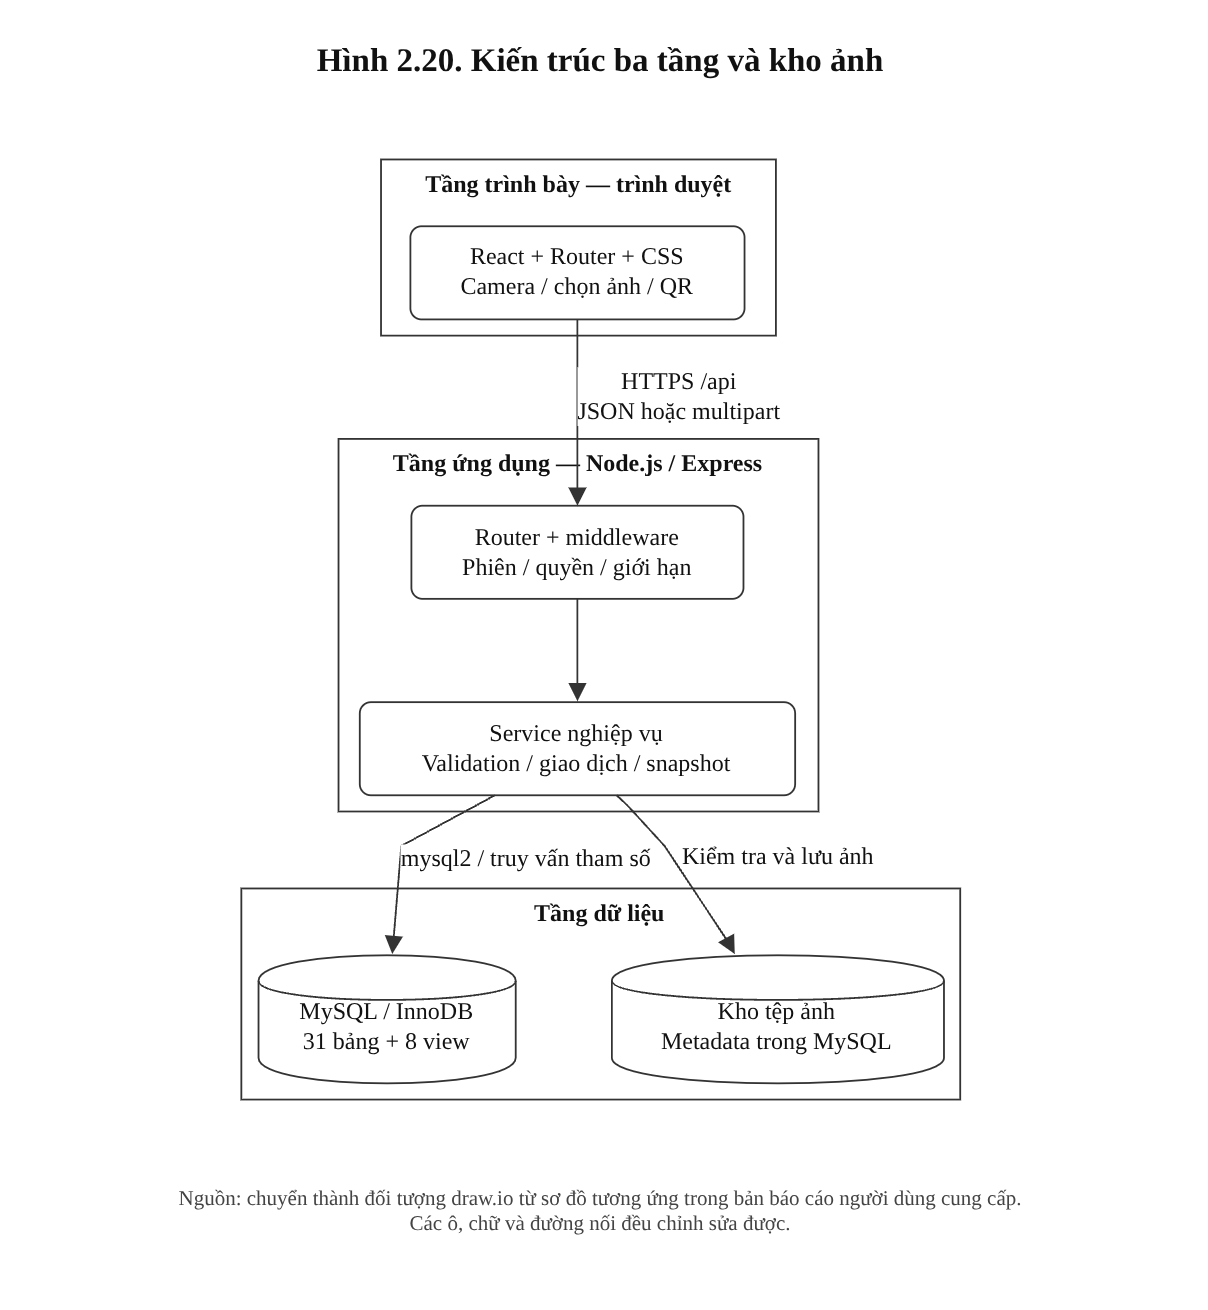 Hình 2.20. Kiến trúc ba tầng và kho ảnh
Tầng trình bày — trình duyệt
React + Router + CSS
Camera / chọn ảnh / QR
HTTPS /api
JSON hoặc multipart
Tầng ứng dụng — Node.js / Express
Router + middleware
Phiên / quyền / giới hạn
Service nghiệp vụ
Validation / giao dịch / snapshot
mysql2 / truy vấn tham số
Kiểm tra và lưu ảnh
Tầng dữ liệu
MySQL / InnoDB
31 bảng + 8 view
Kho tệp ảnh
Metadata trong MySQL
Nguồn: chuyển thành đối tượng draw.io từ sơ đồ tương ứng trong bản báo cáo người dùng cung cấp.
Các ô, chữ và đường nối đều chỉnh sửa được.